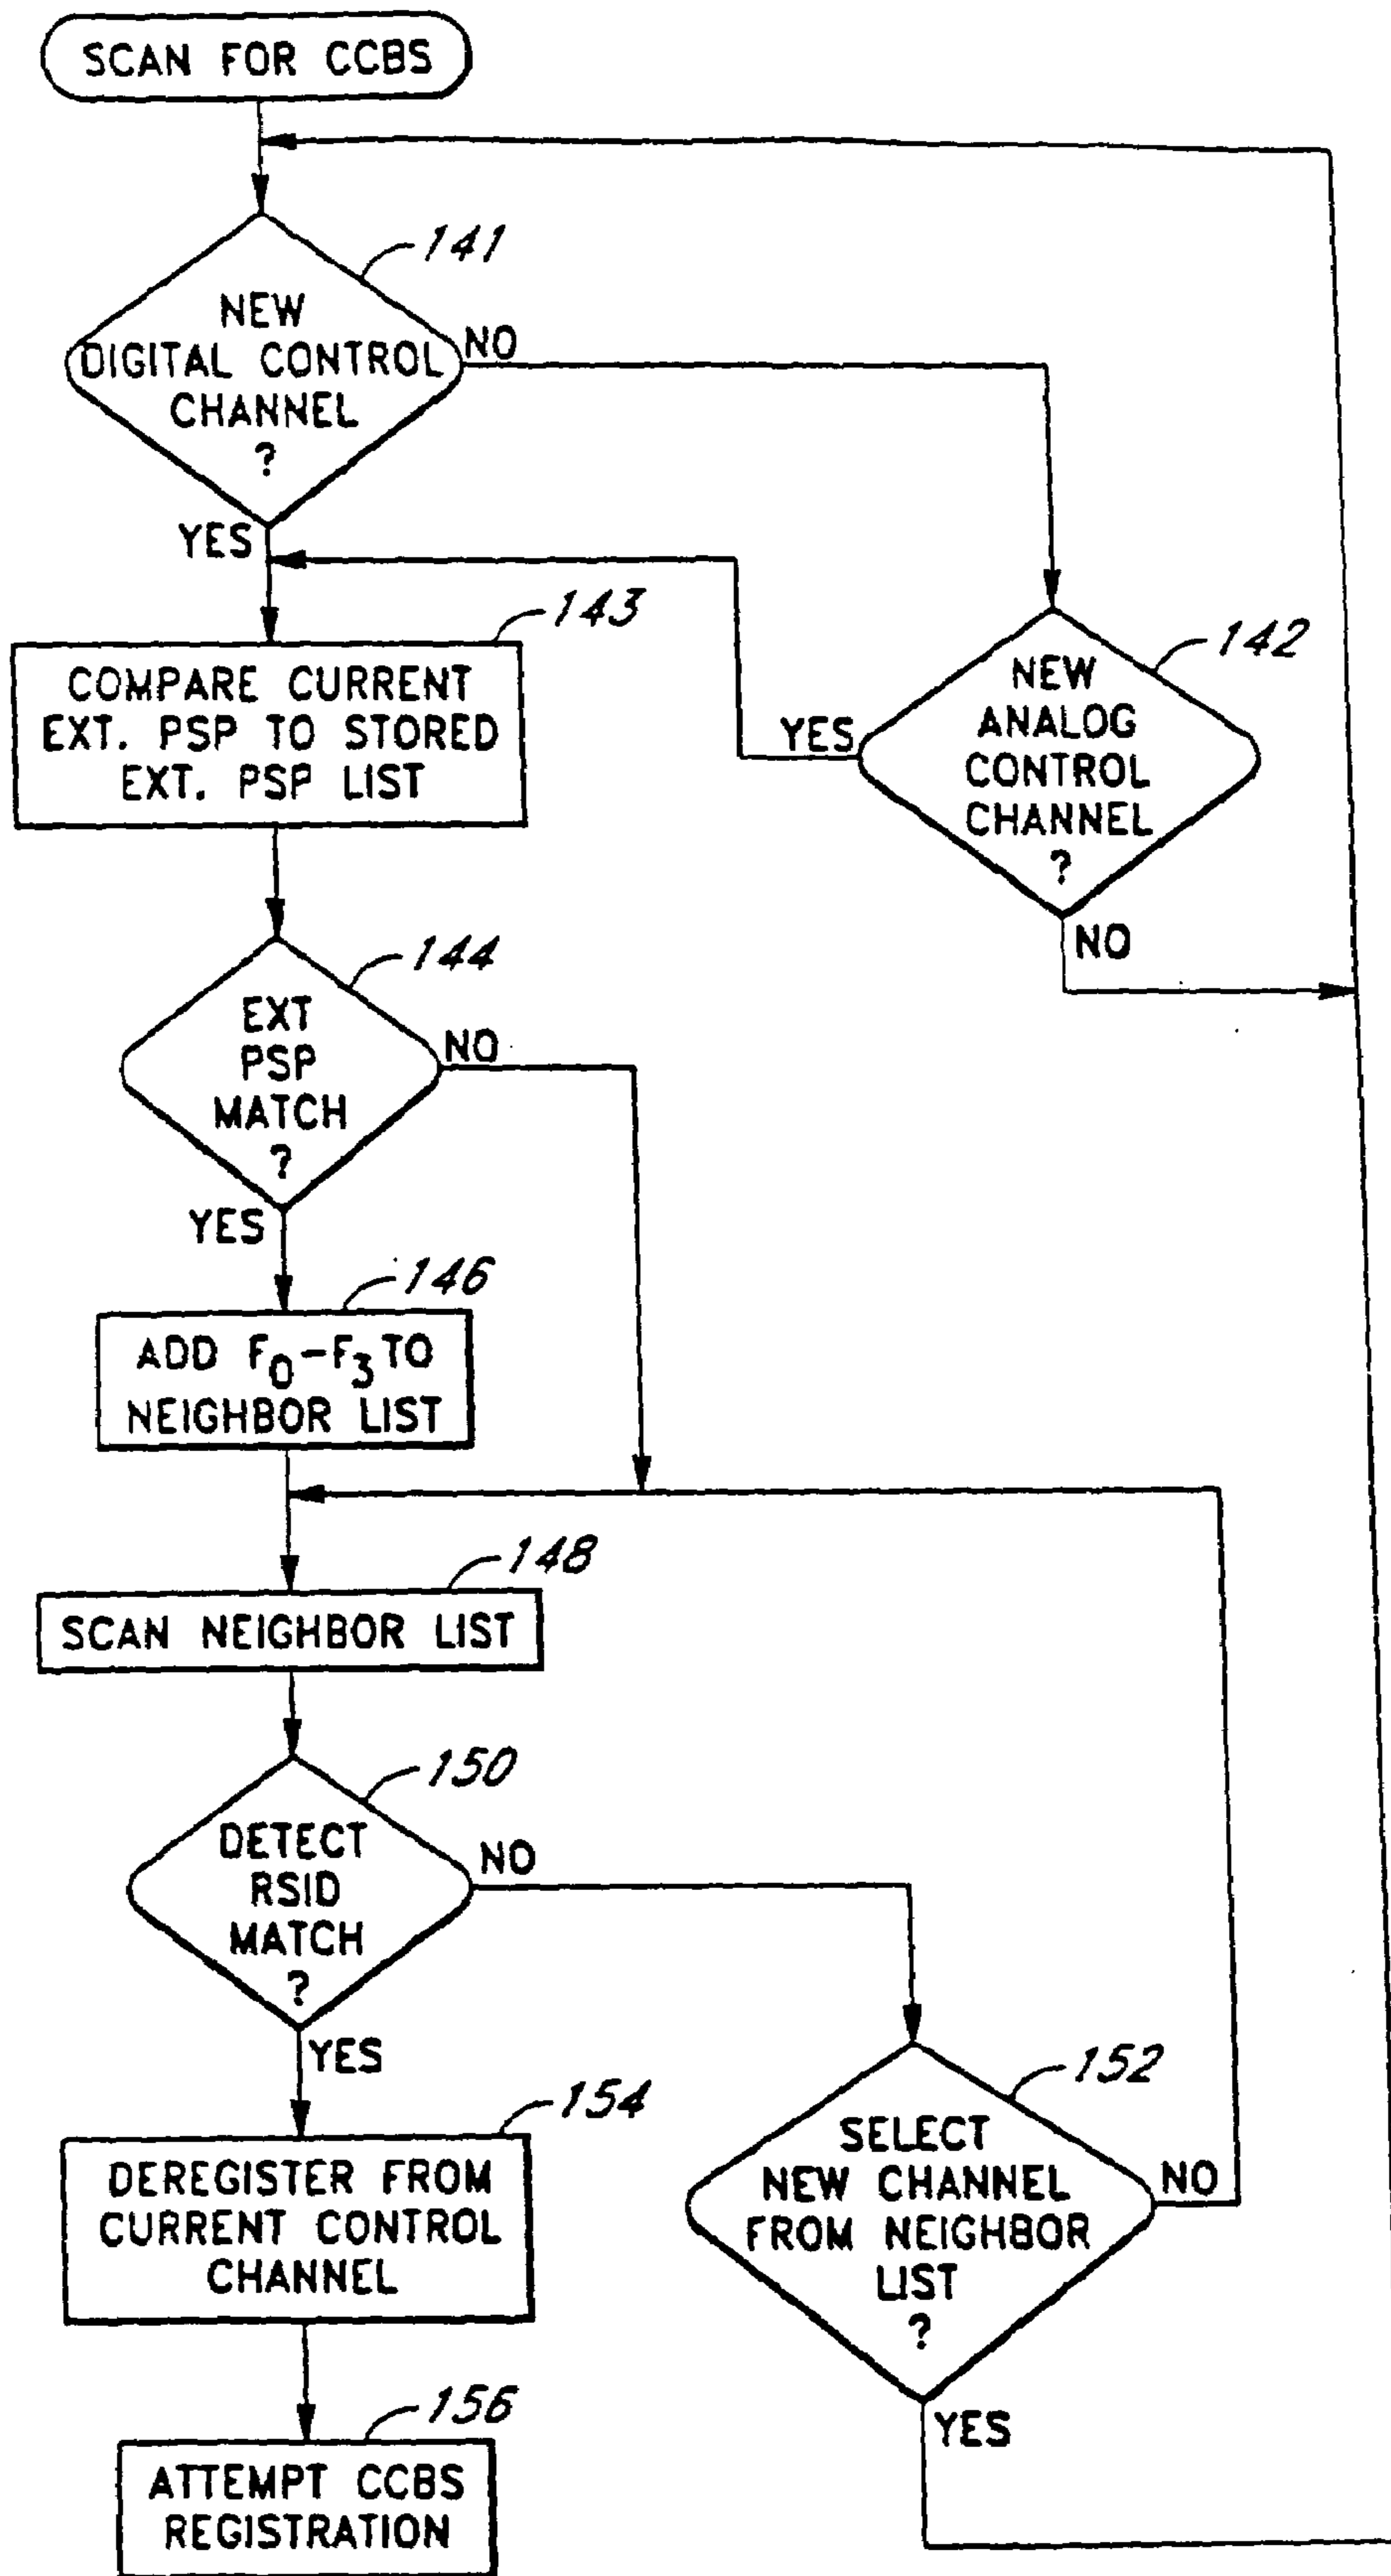 SCAN FOR CCBS
141
NEW
DIGITAL CONTROL
CHANNEL
?
NO
YES
143
COMPARE CURRENT
EXT. PSP TO STORED
EXT. PSP LIST
142
NEW
ANALOG
CONTROL
CHANNEL
?
YES
NO
144
EXT
PSP
MATCH
?
NO
YES
146
ADD F0-F3 TO
NEIGHBOR LIST
148
SCAN NEIGHBOR LIST
150
DETECT
RSID
MATCH
?
NO
YES
152
SELECT
NEW CHANNEL
FROM NEIGHBOR
LIST
?
NO
YES
154
DEREGISTER FROM
CURRENT CONTROL
CHANNEL
156
ATTEMPT CCBS
REGISTRATION